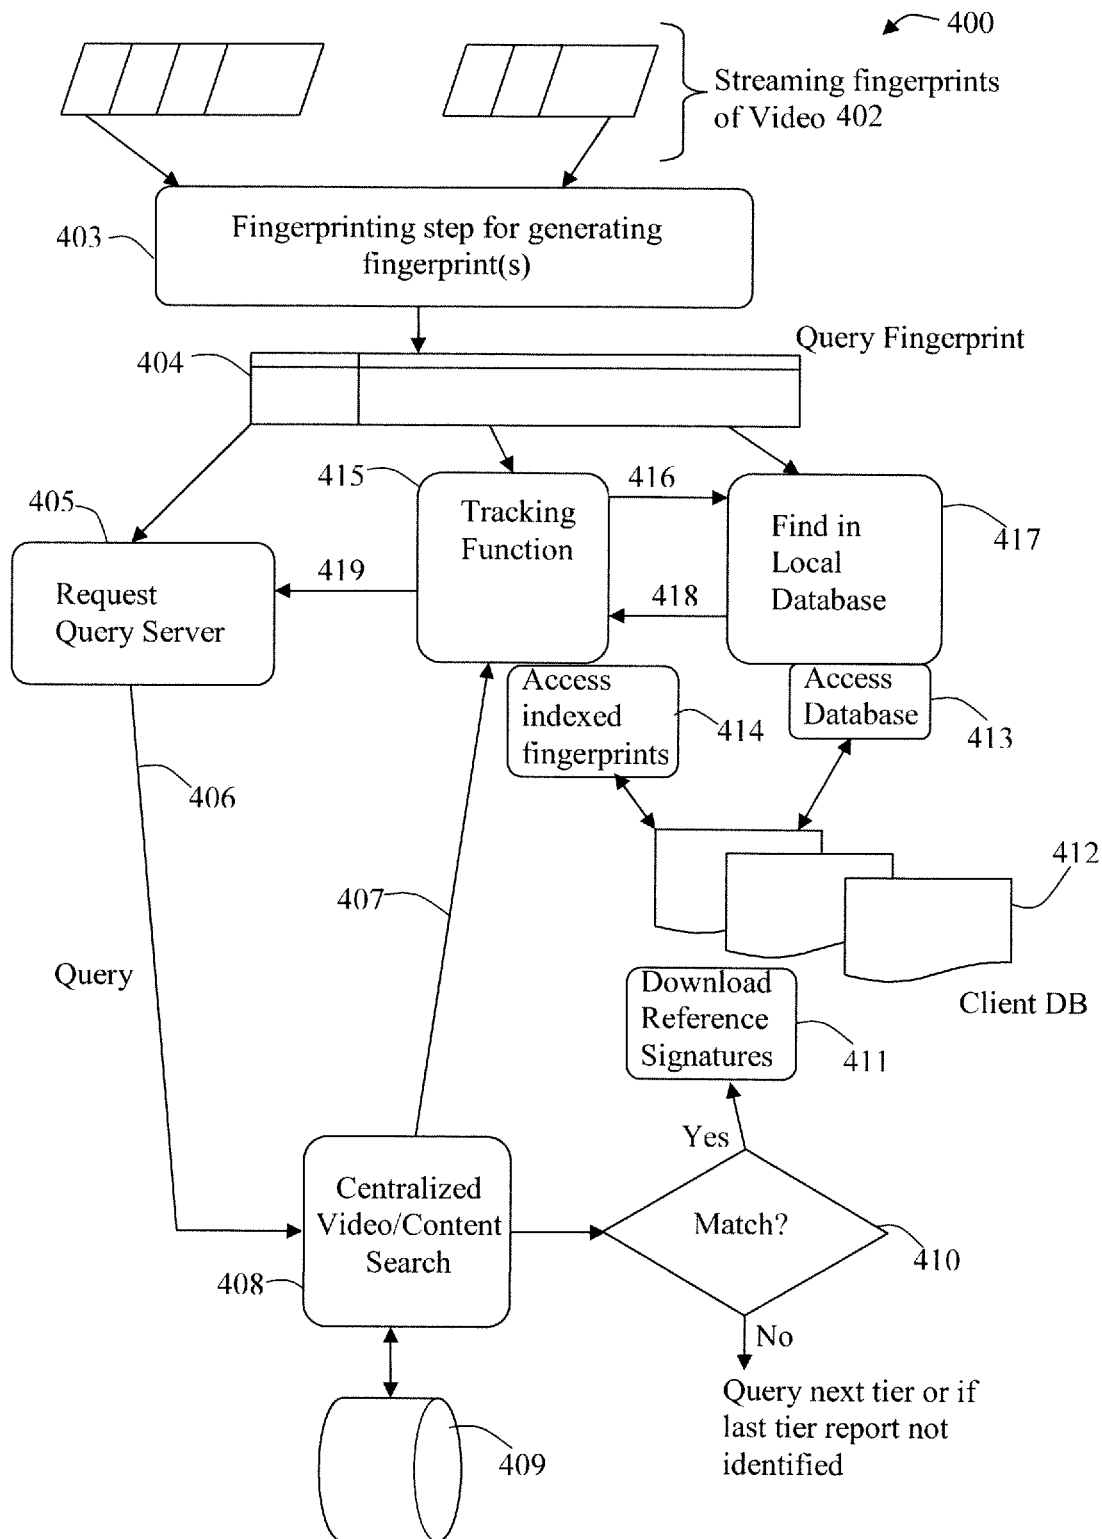 400
Streaming fingerprints
of Video 402
403
Fingerprinting step for generating
fingerprint(s)
Query Fingerprint
404
415
416
405
Tracking
Function
Find in
Local
Database
417
419
418
Request
Query Server
Access
indexed
fingerprints
414
Access
Database
413
406
412
407
Query
Client DB
Download
Reference
Signatures
411
Yes
Centralized
Video/Content
Search
Match?
410
408
No
Query next tier or if
last tier report not
identified
409